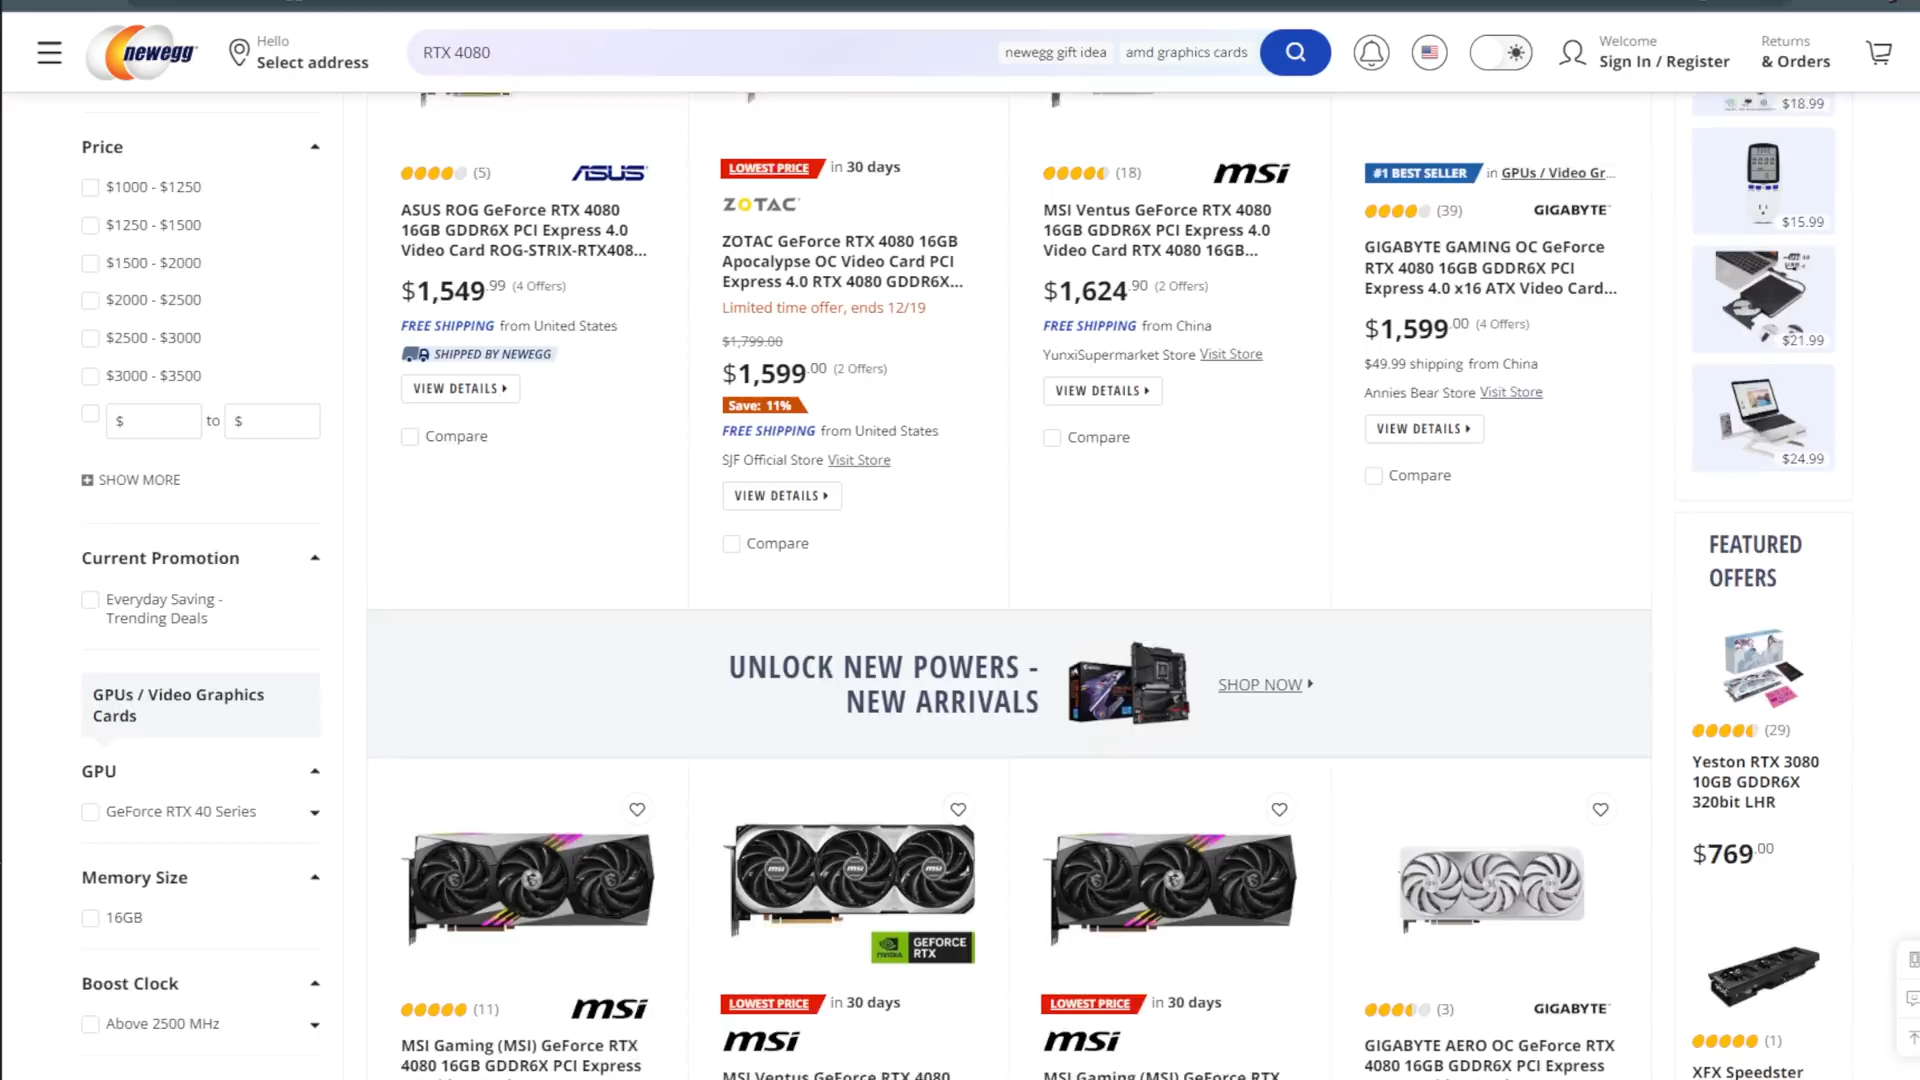 newegg
Hello
Select address
RTX 4080
newegg gift idea
amd graphics cards
Welcome
Sign In / Register
Returns
& Orders
Price
$1000 - $1250
$1250 - $1500
$1500 - $2000
$2000 - $2500
$2500 - $3000
$3000 - $3500
$ to $
SHOW MORE
Current Promotion
Everyday Saving -
Trending Deals
GPUs / Video Graphics
Cards
GPU
GeForce RTX 40 Series
Memory Size
16GB
Boost Clock
Above 2500 MHz
(5)
ASUS
ASUS ROG GeForce RTX 4080
16GB GDDR6X PCI Express 4.0
Video Card ROG-STRIX-RTX408...
$1,549.99 (4 Offers)
FREE SHIPPING from United States
SHIPPED BY NEWEGG
VIEW DETAILS
Compare
LOWEST PRICE in 30 days
ZOTAC
ZOTAC GeForce RTX 4080 16GB
Apocalypse OC Video Card PCI
Express 4.0 RTX 4080 GDDR6X...
Limited time offer, ends 12/19
$1,799.00
$1,599.00 (2 Offers)
Save: 11%
FREE SHIPPING from United States
SJF Official Store Visit Store
VIEW DETAILS
Compare
(18)
msi
MSI Ventus GeForce RTX 4080
16GB GDDR6X PCI Express 4.0
Video Card RTX 4080 16GB...
$1,624.90 (2 Offers)
FREE SHIPPING from China
YunxiSupermarket Store Visit Store
VIEW DETAILS
Compare
#1 BEST SELLER in GPUs / Video Gr...
(39)
GIGABYTE
GIGABYTE GAMING OC GeForce
RTX 4080 16GB GDDR6X PCI
Express 4.0 x16 ATX Video Card...
$1,599.00 (4 Offers)
$49.99 shipping from China
Annies Bear Store Visit Store
VIEW DETAILS
Compare
UNLOCK NEW POWERS -
NEW ARRIVALS
SHOP NOW
(11)
msi
MSI Gaming (MSI) GeForce RTX
4080 16GB GDDR6X PCI Express
msi
NVIDIA
GEFORCE
RTX
LOWEST PRICE in 30 days
msi
MSI Ventus GeForce RTX 4080
LOWEST PRICE in 30 days
msi
MSI Gaming (MSI) GeForce RTX
(3)
GIGABYTE
GIGABYTE AERO OC GeForce RTX
4080 16GB GDDR6X PCI Express
$18.99
$15.99
$21.99
$24.99
FEATURED
OFFERS
(29)
Yeston RTX 3080
10GB GDDR6X
320bit LHR
$769.00
(1)
XFX Speedster